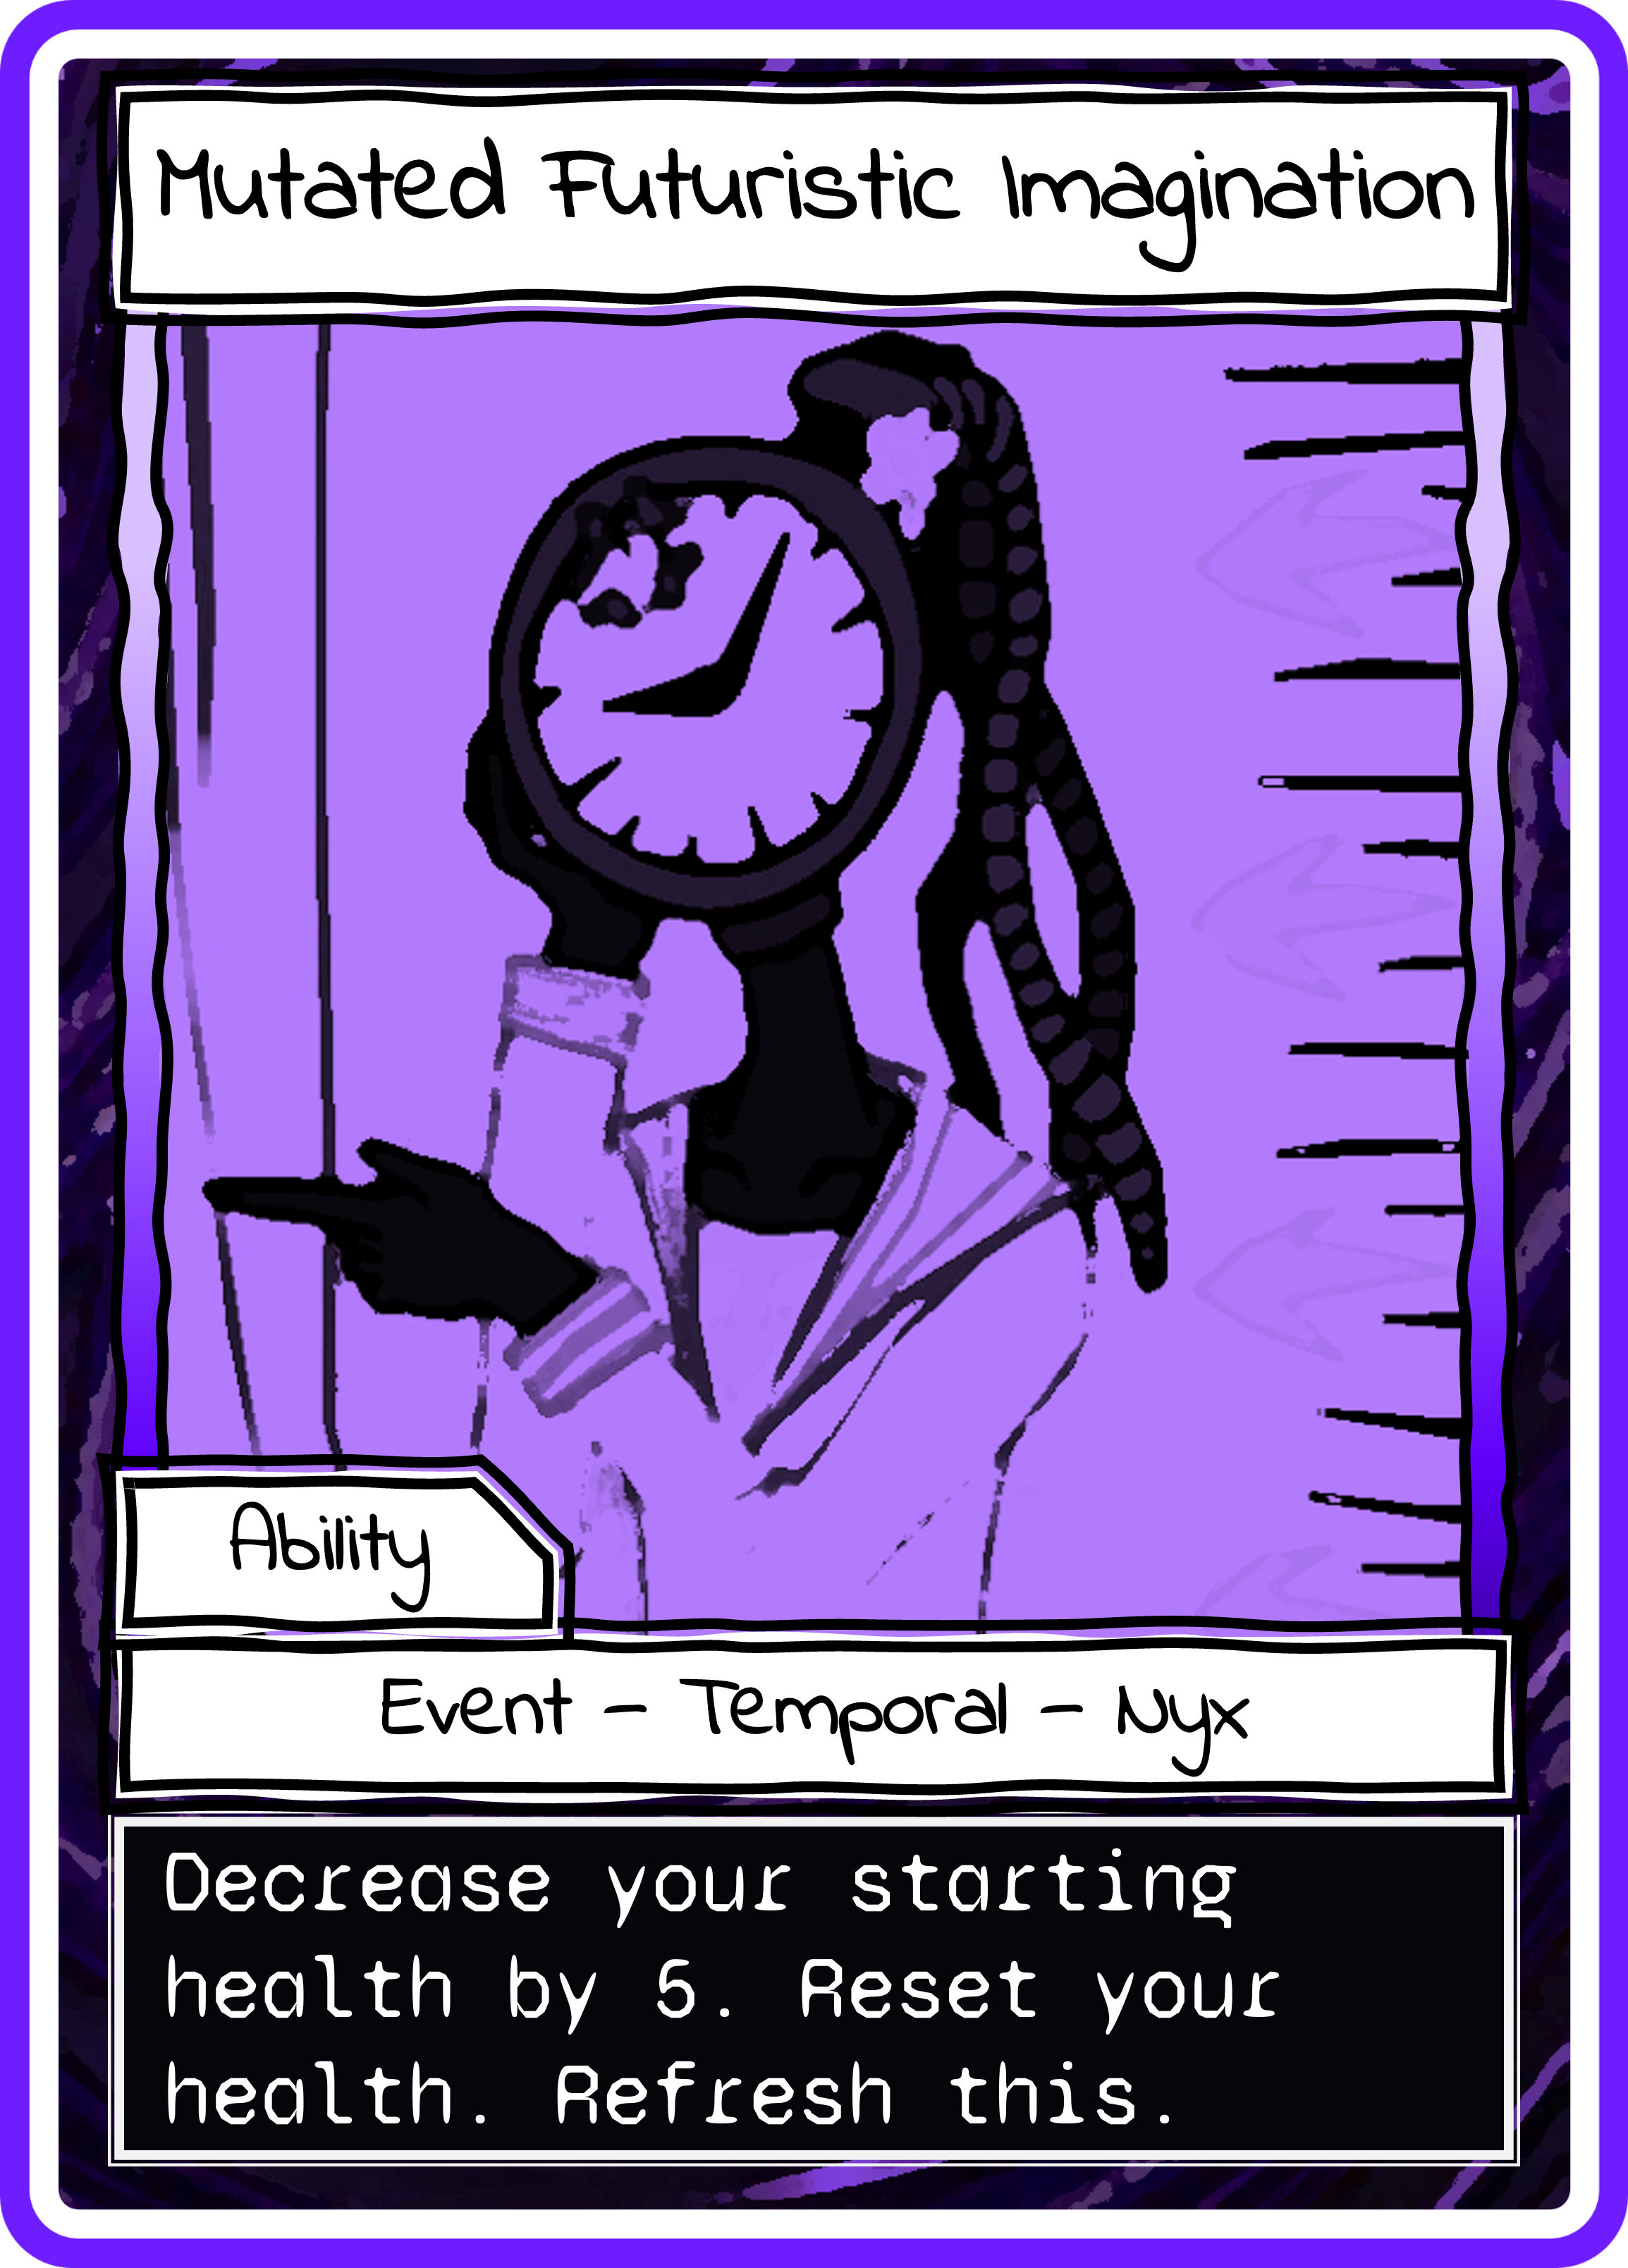 Mutated Futuristic Imagination
Ability
Event – Temporal – Nyx
Decrease your starting
health by 5. Reset your
health. Refresh this.